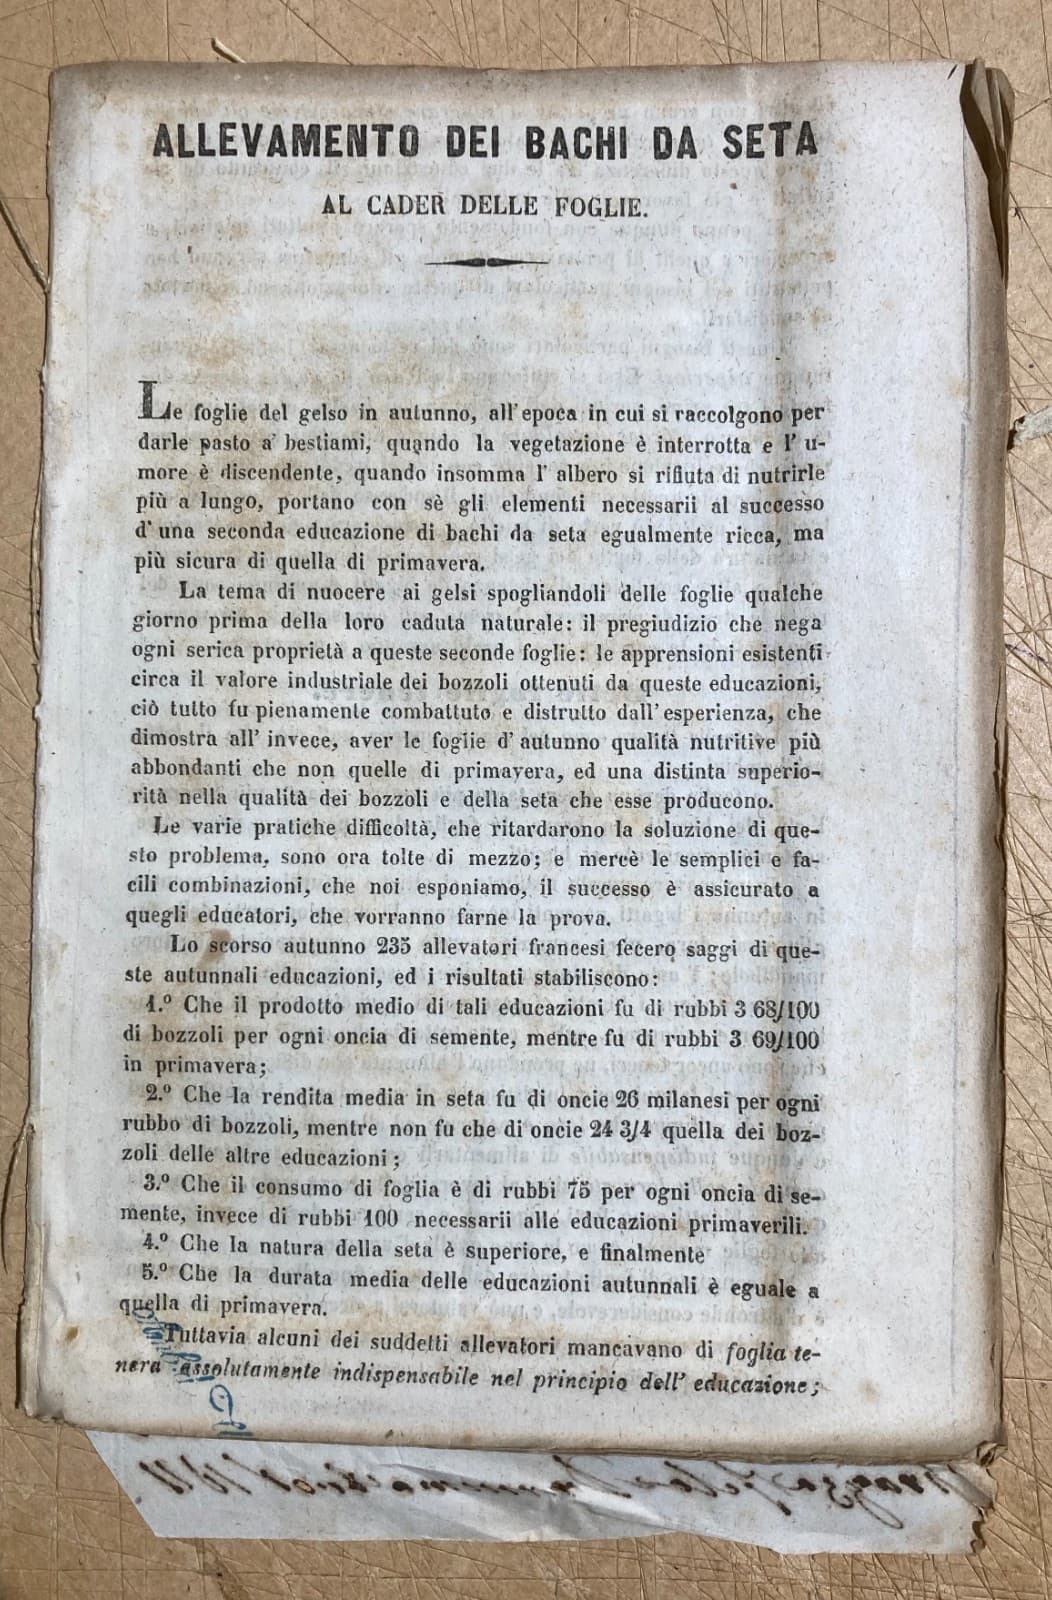 ALLEVAMENTO DEI BACHI DA SETA
AL CADER DELLE FOGLIE.
Le foglie del gelso in autunno, all'epoca in cui si raccolgono per
darle pasto a' bestiami, quando la vegetazione è interrotta e l' u-
more è discendente, quando insomma l' albero si rifiuta di nutrirle
più a lungo, portano con sè gli elementi necessarii al successo
d' una seconda educazione di bachi da seta egualmente ricca, ma
più sicura di quella di primavera.
La tema di nuocere ai gelsi spogliandoli delle foglie qualche
giorno prima della loro caduta naturale: il pregiudizio che nega
ogni serica proprietà a queste seconde foglie: le apprensioni esistenti
circa il valore industriale dei bozzoli ottenuti da queste educazioni,
ciò tutto fu pienamente combattuto e distrutto dall' esperienza, che
dimostra all' invece, aver le foglie d' autunno qualità nutritive più
abbondanti che non quelle di primavera, ed una distinta superio-
rità nella qualità dei bozzoli e della seta che esse producono.
Le varie pratiche difficoltà, che ritardarono la soluzione di que-
sto problema, sono ora tolte di mezzo; e mercè le semplici e fa-
cili combinazioni, che noi esponiamo, il successo è assicurato a
quegli educatori, che vorranno farne la prova.
Lo scorso autunno 235 allevatori francesi fecero saggi di que-
ste autunnali educazioni, ed i risultati stabiliscono:
1.º Che il prodotto medio di tali educazioni fu di rubbi 3 68/100
di bozzoli per ogni oncia di semente, mentre fu di rubbi 3 69/100
in primavera;
2.º Che la rendita media in seta fu di oncie 26 milanesi per ogni
rubbo di bozzoli, mentre non fu che di oncie 24 3/4 quella dei boz-
zoli delle altre educazioni;
3.º Che il consumo di foglia è di rubbi 75 per ogni oncia di se-
mente, invece di rubbi 100 necessarii alle educazioni primaverili.
4.º Che la natura della seta è superiore, e finalmente
5.º Che la durata media delle educazioni autunnali è eguale a
quella di primavera.
Tuttavia alcuni dei suddetti allevatori mancavano di foglia te-
nera assolutamente indispensabile nel principio dell' educazione;